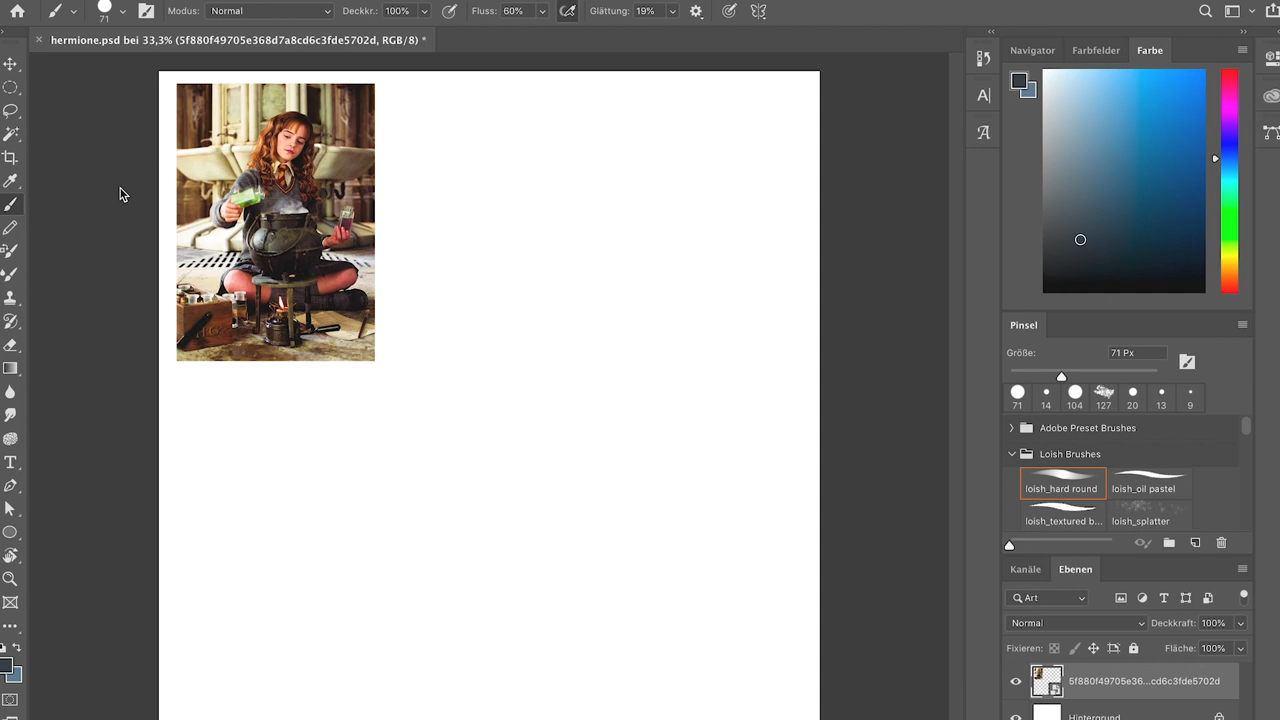 Modus: Normal Deckkr.: 100% Fluss: 60% Glättung: 19%
71
hermione.psd bei 33,3% (5f880f49705e368d7a8cd6c3fde5702d, RGB/8) *
Navigator Farbfelder Farbe
Pinsel
Größe: 71 Px
71 14 104 127 20 13 9
Adobe Preset Brushes
Loish Brushes
loish_hard round loish_oil pastel
loish_textured b... loish_splatter
Kanäle Ebenen
Art
Normal Deckkraft: 100%
Fixieren: Fläche: 100%
5f880f49705e36...cd6c3fde5702d
Hintergrund